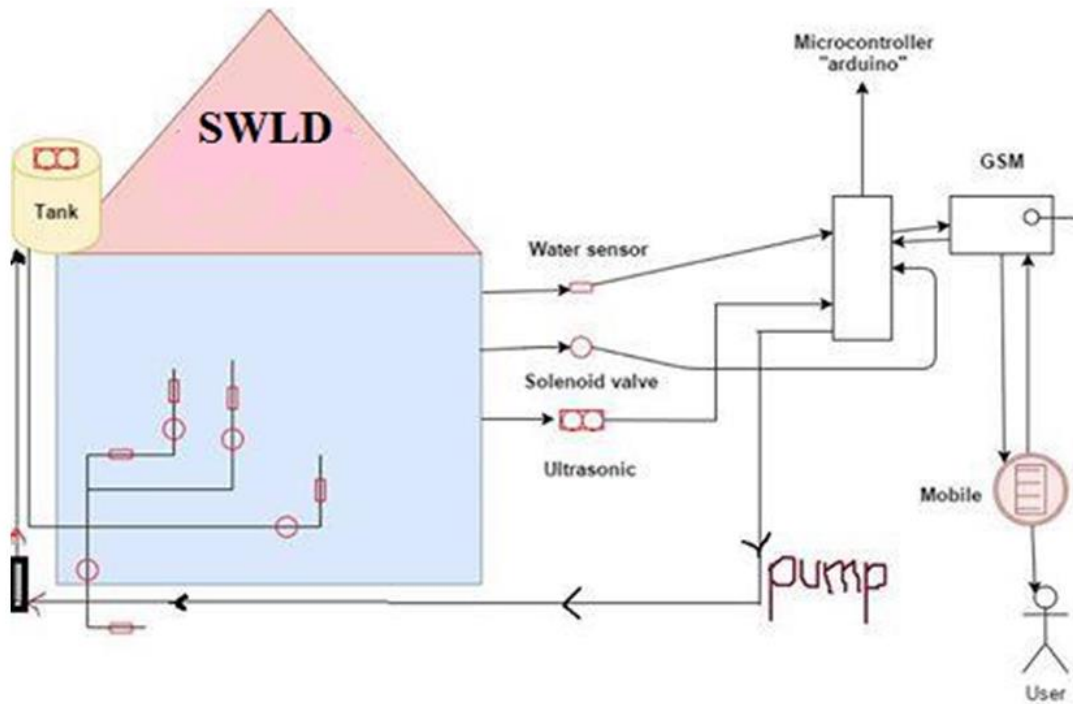 SWLD
Tank
Microcontroller
"arduino"
GSM
Water sensor
Solenoid valve
Ultrasonic
Mobile
pump
User